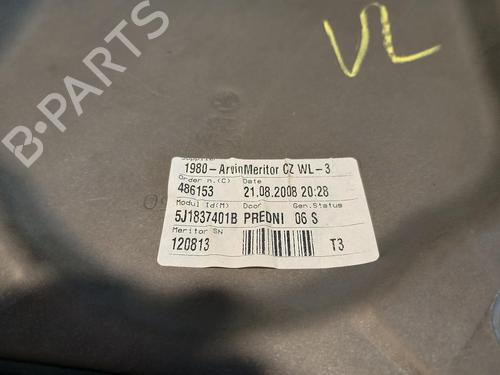 VL
B-PARTS
Supplier
1980-ArvinMeritor CZ WL-3
Order n.(C) Date
486153 21.08.2008 20:28
Modul Id(M) Door Gen.Status
5J1837401B PREDNI 06 S
Meritor SN
120813 T3